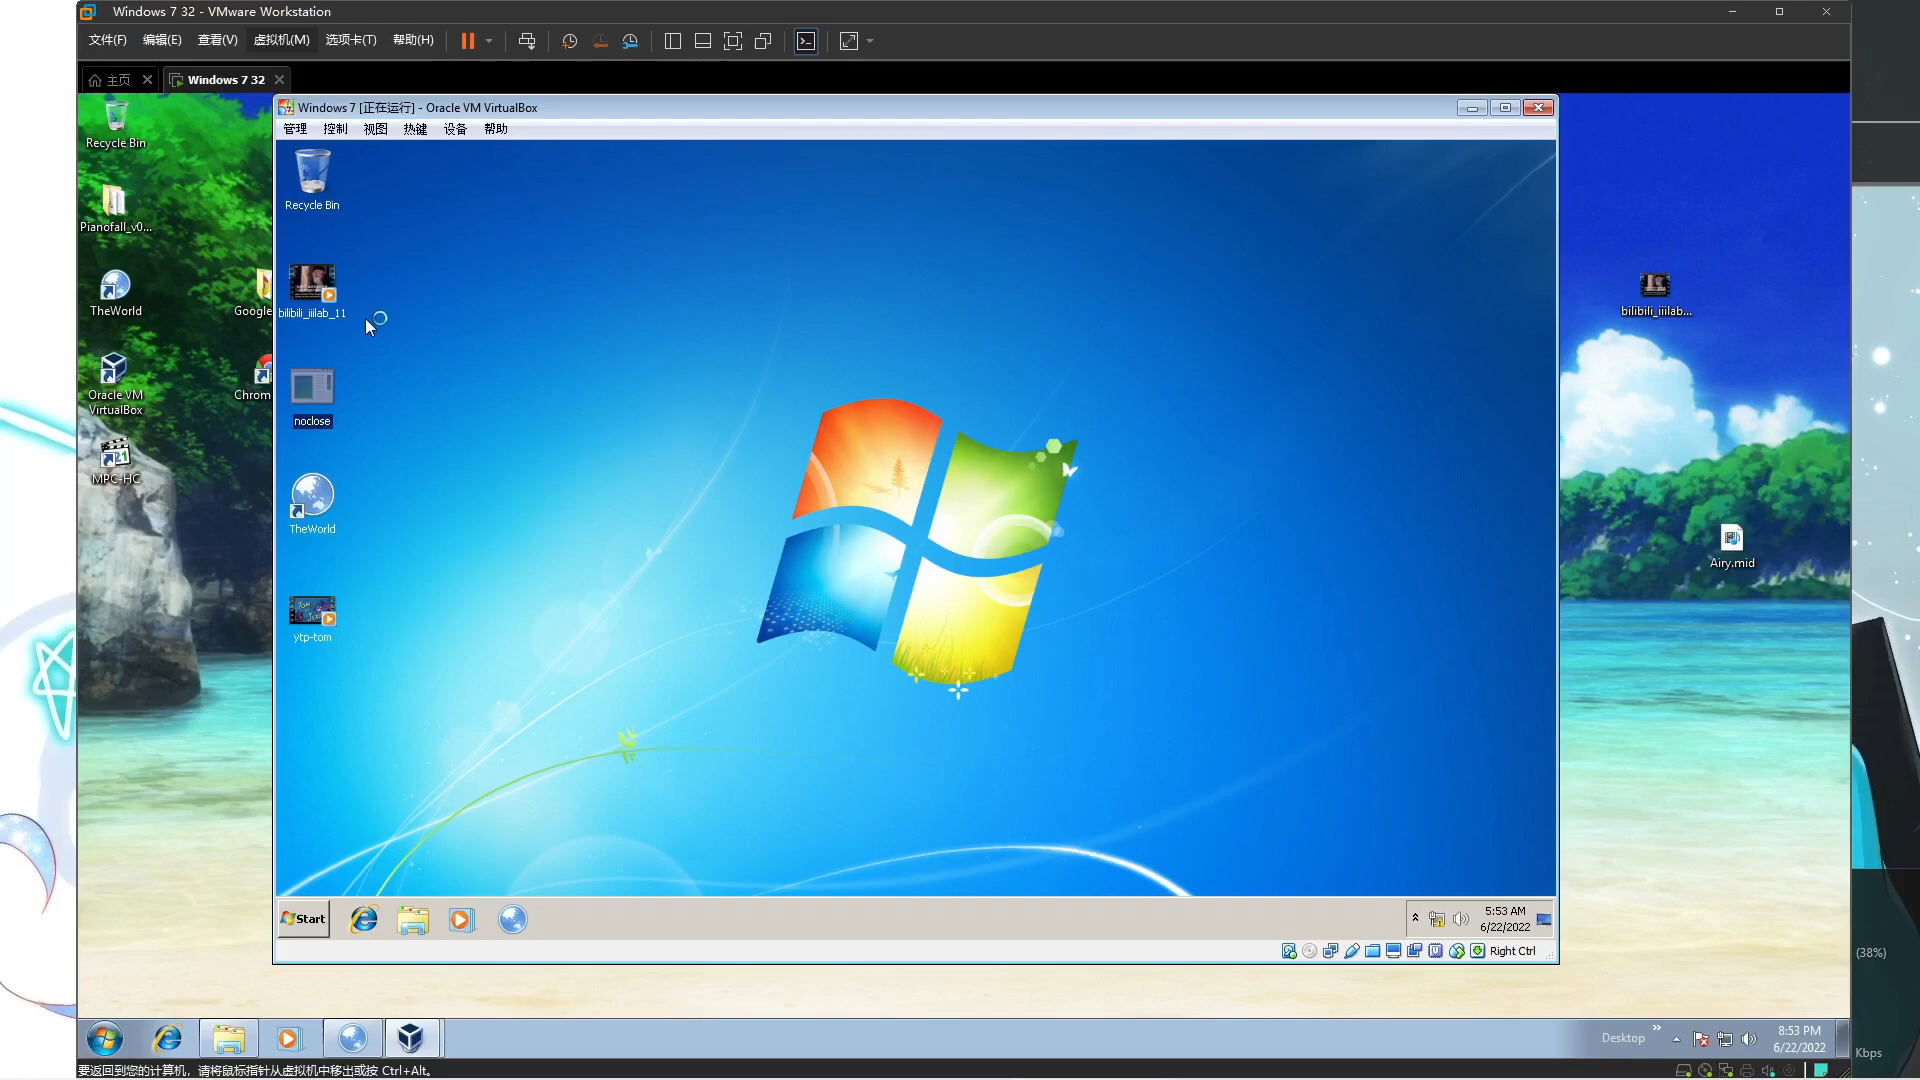 Windows 7 32 - VMware Workstation
文件(F) 编辑(E) 查看(V) 虚拟机(M) 选项卡(T) 帮助(H)
主页 Windows 7 32
Windows 7 [正在运行] - Oracle VM VirtualBox
管理 控制 视图 热键 设备 帮助
Recycle Bin
Pianofall_v0...
TheWorld
Google
Oracle VM
VirtualBox
Chrom
MPC-HC
Recycle Bin
bilibili_iiilab_11
noclose
TheWorld
ytp-tom
bilibili_iiilab...
Airy.mid
Start
5:53 AM
6/22/2022
Right Ctrl
(38%)
Desktop
8:53 PM
6/22/2022
Kbps
要返回到您的计算机，请将鼠标指针从虚拟机中移出或按 Ctrl+Alt。